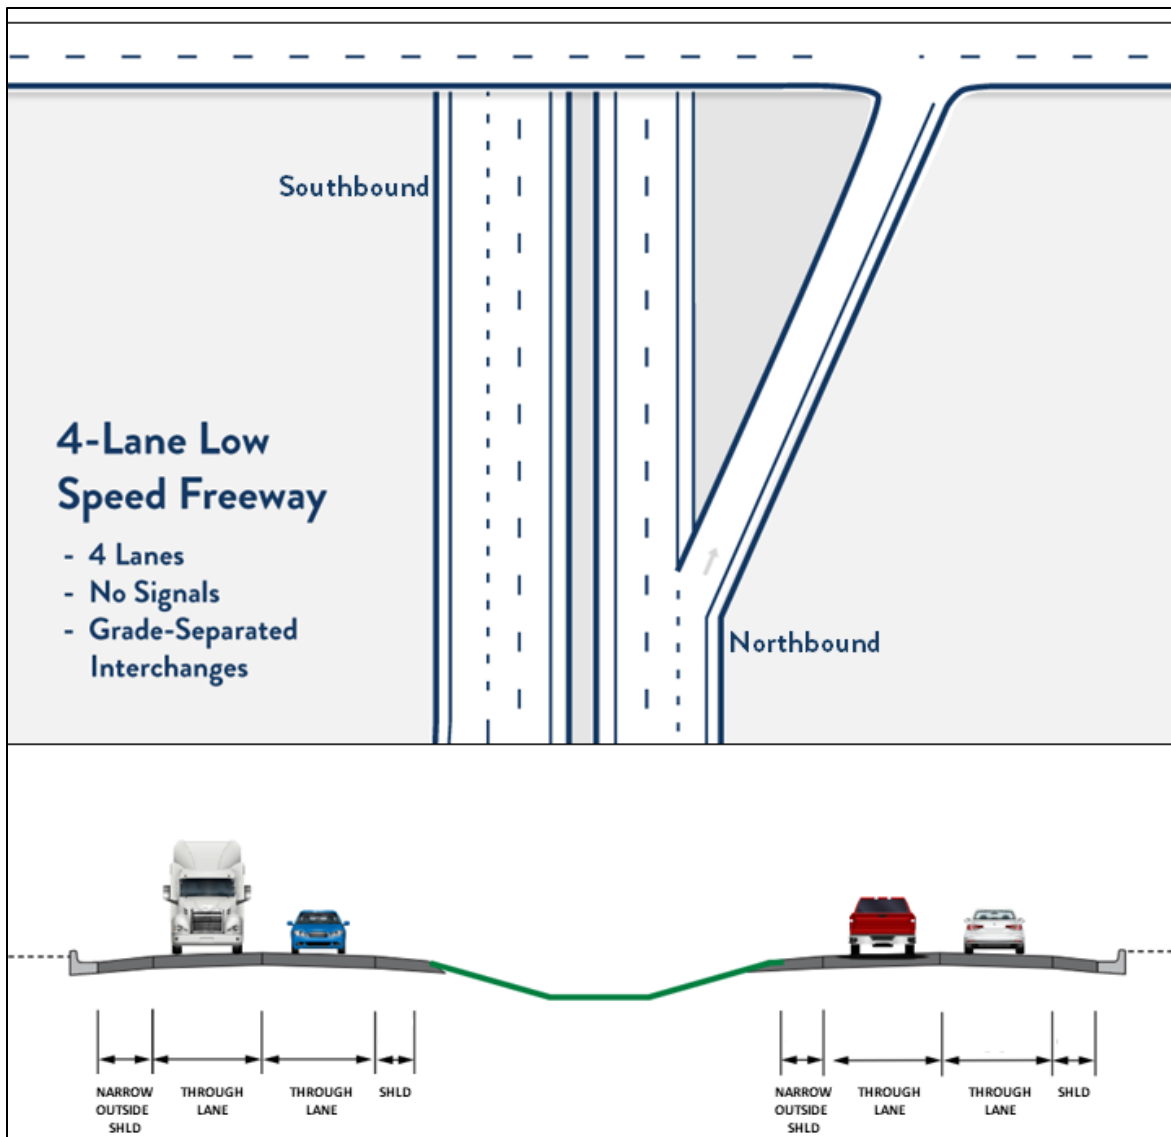 Southbound
4-Lane Low
Speed Freeway
- 4 Lanes
- No Signals
- Grade-Separated
Interchanges
Northbound
NARROW
OUTSIDE
SHLD
THROUGH
LANE
THROUGH
LANE
SHLD
NARROW
OUTSIDE
SHLD
THROUGH
LANE
THROUGH
LANE
SHLD